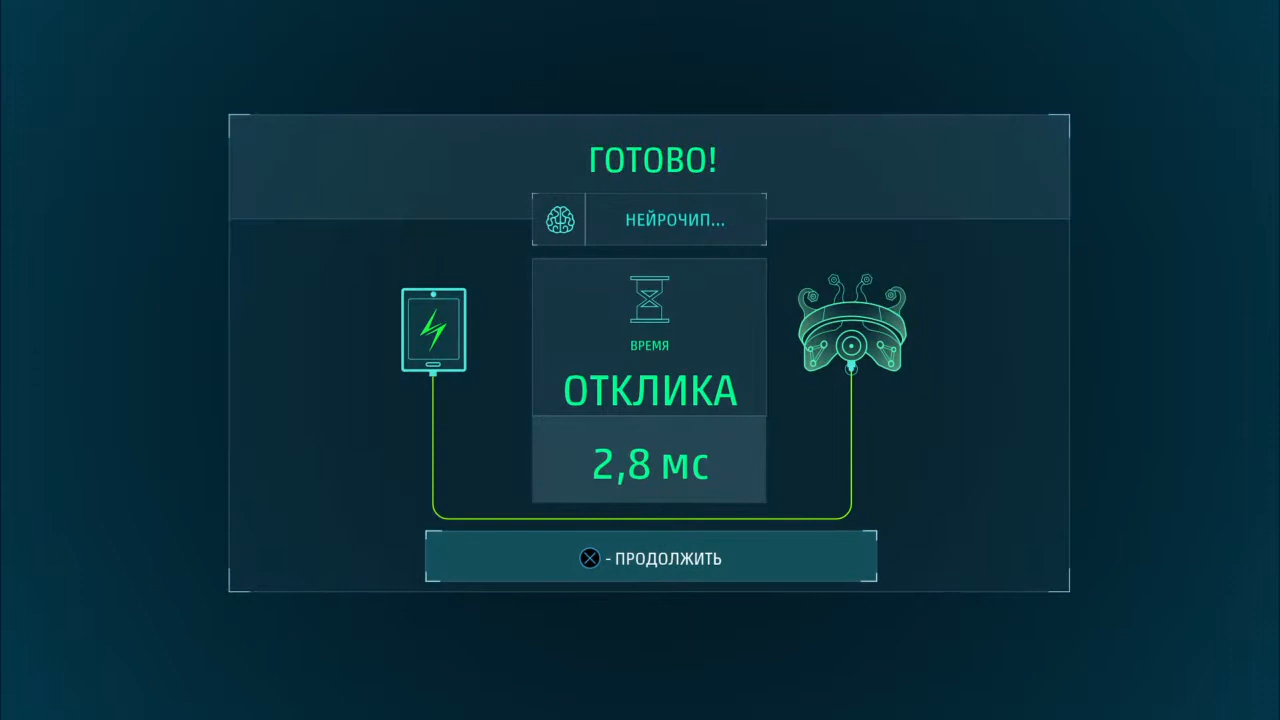 ГОТОВО!
НЕЙРОЧИП...
ВРЕМЯ
ОТКЛИКА
2,8 мс
- ПРОДОЛЖИТЬ